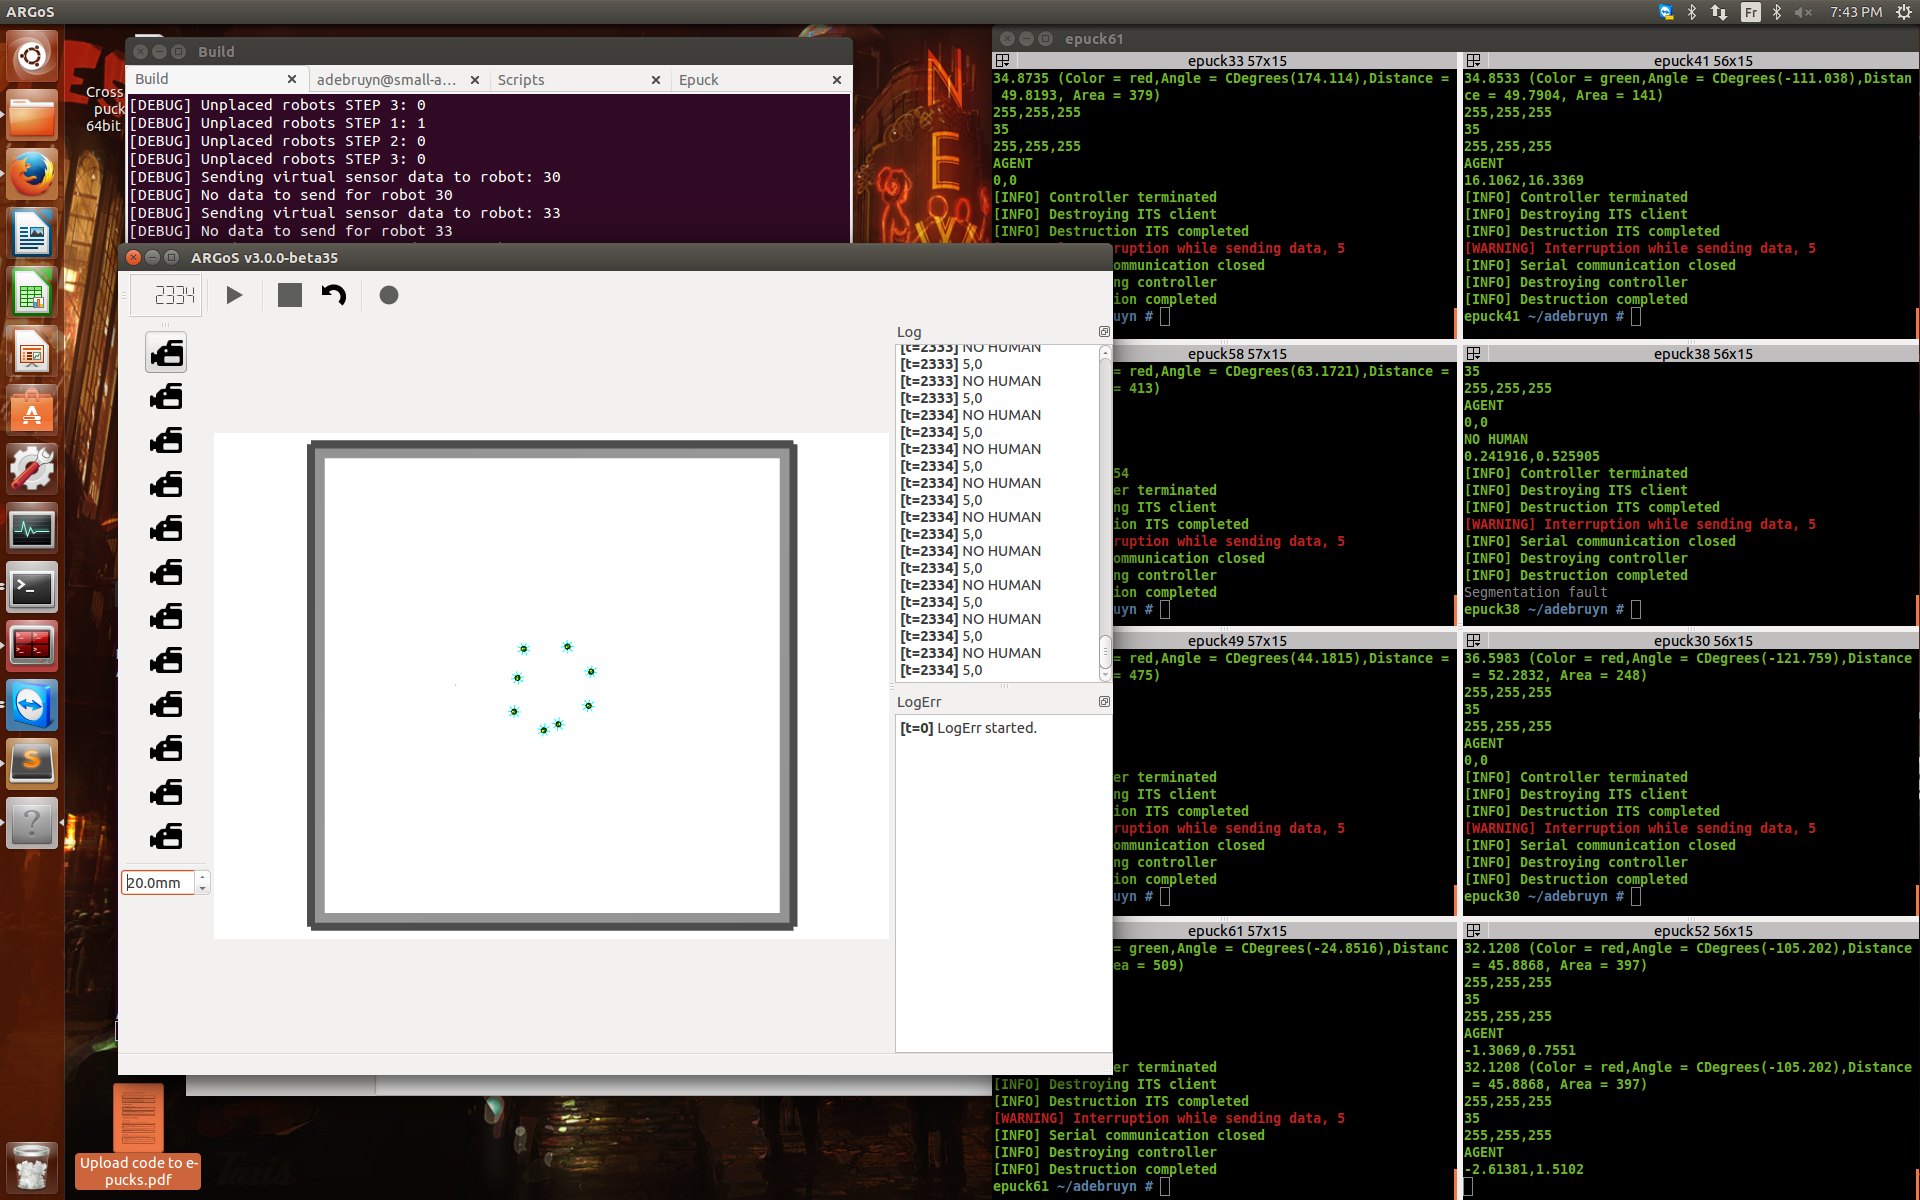 ARGoS
Fr
7:43 PM
Cross
puck
64bit
Build
Build
adebruyn@small-a...
Scripts
Epuck
[DEBUG] Unplaced robots STEP 3: 0
[DEBUG] Unplaced robots STEP 1: 1
[DEBUG] Unplaced robots STEP 2: 0
[DEBUG] Unplaced robots STEP 3: 0
[DEBUG] Sending virtual sensor data to robot: 30
[DEBUG] No data to send for robot 30
[DEBUG] Sending virtual sensor data to robot: 33
[DEBUG] No data to send for robot 33
ARGoS v3.0.0-beta35
2334
Log
[t=2333] NO HUMAN
[t=2333] 5,0
[t=2333] NO HUMAN
[t=2333] 5,0
[t=2334] NO HUMAN
[t=2334] 5,0
[t=2334] NO HUMAN
[t=2334] 5,0
[t=2334] NO HUMAN
[t=2334] 5,0
[t=2334] NO HUMAN
[t=2334] 5,0
[t=2334] NO HUMAN
[t=2334] 5,0
[t=2334] NO HUMAN
[t=2334] 5,0
[t=2334] NO HUMAN
[t=2334] 5,0
[t=2334] NO HUMAN
[t=2334] 5,0
LogErr
[t=0] LogErr started.
20.0mm
Upload code to e-
pucks.pdf
epuck61
epuck33 57x15
34.8735 (Color = red,Angle = CDegrees(174.114),Distance =
49.8193, Area = 379)
255,255,255
35
255,255,255
AGENT
0,0
[INFO] Controller terminated
[INFO] Destroying ITS client
[INFO] Destruction ITS completed
ruption while sending data, 5
ommunication closed
ng controller
ion completed
uyn #
epuck41 56x15
34.8533 (Color = green,Angle = CDegrees(-111.038),Distan
ce = 49.7904, Area = 141)
255,255,255
35
255,255,255
AGENT
16.1062,16.3369
[INFO] Controller terminated
[INFO] Destroying ITS client
[INFO] Destruction ITS completed
[WARNING] Interruption while sending data, 5
[INFO] Serial communication closed
[INFO] Destroying controller
[INFO] Destruction completed
epuck41 ~/adebruyn #
epuck58 57x15
= red,Angle = CDegrees(63.1721),Distance =
= 413)
54
er terminated
ng ITS client
ion ITS completed
ruption while sending data, 5
ommunication closed
ng controller
ion completed
uyn #
epuck38 56x15
35
255,255,255
AGENT
0,0
NO HUMAN
0.241916,0.525905
[INFO] Controller terminated
[INFO] Destroying ITS client
[INFO] Destruction ITS completed
[WARNING] Interruption while sending data, 5
[INFO] Serial communication closed
[INFO] Destroying controller
[INFO] Destruction completed
Segmentation fault
epuck38 ~/adebruyn #
epuck49 57x15
= red,Angle = CDegrees(44.1815),Distance =
= 475)
er terminated
ng ITS client
ion ITS completed
ruption while sending data, 5
ommunication closed
ng controller
ion completed
uyn #
epuck30 56x15
36.5983 (Color = red,Angle = CDegrees(-121.759),Distance
= 52.2832, Area = 248)
255,255,255
35
255,255,255
AGENT
0,0
[INFO] Controller terminated
[INFO] Destroying ITS client
[INFO] Destruction ITS completed
[WARNING] Interruption while sending data, 5
[INFO] Serial communication closed
[INFO] Destroying controller
[INFO] Destruction completed
epuck30 ~/adebruyn #
epuck61 57x15
= green,Angle = CDegrees(-24.8516),Distanc
ea = 509)
er terminated
[INFO] Destroying ITS client
[INFO] Destruction ITS completed
[WARNING] Interruption while sending data, 5
[INFO] Serial communication closed
[INFO] Destroying controller
[INFO] Destruction completed
epuck61 ~/adebruyn #
epuck52 56x15
32.1208 (Color = red,Angle = CDegrees(-105.202),Distance
= 45.8868, Area = 397)
255,255,255
35
255,255,255
AGENT
-1.3069,0.7551
32.1208 (Color = red,Angle = CDegrees(-105.202),Distance
= 45.8868, Area = 397)
255,255,255
35
255,255,255
AGENT
-2.61381,1.5102